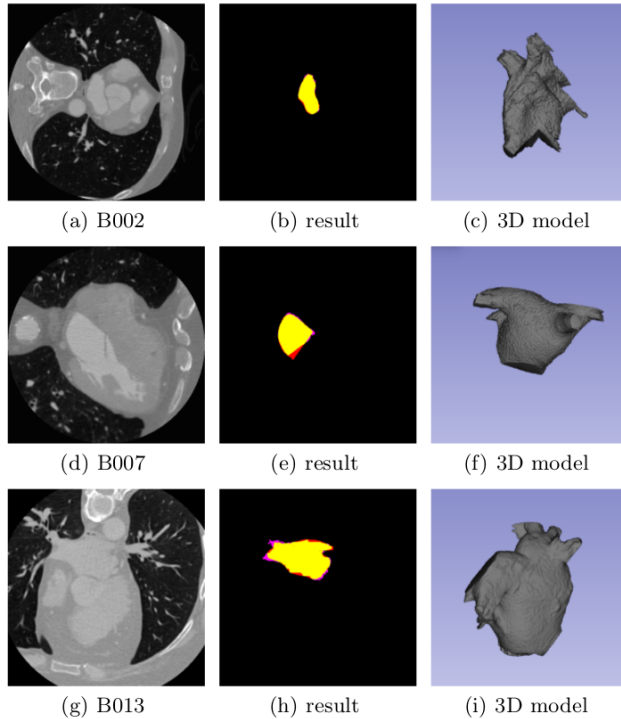 (a) B002 (b) result (c) 3D model
(d) B007 (e) result (f) 3D model
(g) B013 (h) result (i) 3D model